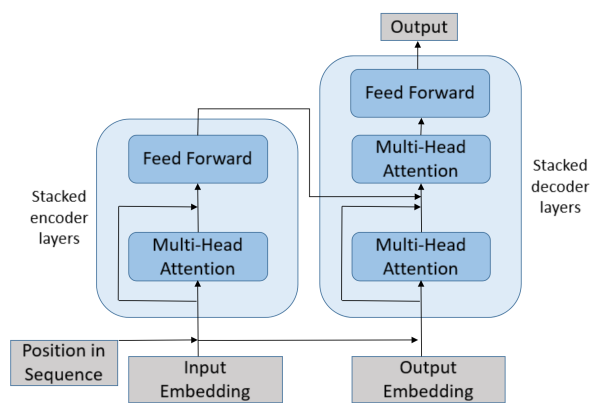 Output
Feed Forward
Multi-Head
Attention
Multi-Head
Attention
Stacked
decoder
layers
Feed Forward
Multi-Head
Attention
Stacked
encoder
layers
Position in
Sequence
Input
Embedding
Output
Embedding